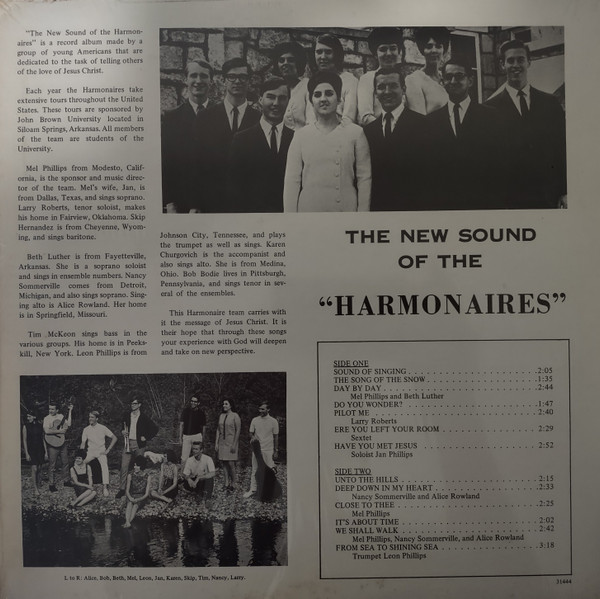 "The New Sound of the Harmon-
aires" is a record album made by a
group of young Americans that are
dedicated to the task of telling others
of the love of Jesus Christ.
Each year the Harmonaires take
extensive tours throughout the United
States. These tours are sponsored by
John Brown University located in
Siloam Springs, Arkansas. All members
of the team are students of the
University.
Mel Phillips from Modesto, Calif-
ornia, is the sponsor and music direc-
tor of the team. Mel's wife, Jan, is
from Dallas, Texas, and sings soprano.
Larry Roberts, tenor soloist, makes
his home in Fairview, Oklahoma. Skip
Hernandez is from Cheyenne, Wyom-
ing, and sings baritone.
Beth Luther is from Fayetteville,
Arkansas. She is a soprano soloist
and sings in ensemble numbers. Nancy
Sommerville comes from Detroit,
Michigan, and also sings soprano. Sing-
ing alto is Alice Rowland. Her home
is in Springfield, Missouri.
Tim McKeon sings bass in the
various groups. His home is in Peeks-
kill, New York. Leon Phillips is from
Johnson City, Tennessee, and plays
the trumpet as well as sings. Karen
Churgovich is the accompanist and
also sings alto. She is from Medina,
Ohio. Bob Bodie lives in Pittsburgh,
Pennsylvania, and sings tenor in sev-
eral of the ensembles.
This Harmonaire team carries with
it the message of Jesus Christ. It is
their hope that through these songs
your experience with God will deepen
and take on new perspective.
THE NEW SOUND
OF THE
"HARMONAIRES"
SIDE ONE
SOUND OF SINGING . . . . . . . . . . . . . . . . . . . .2:05
THE SONG OF THE SNOW . . . . . . . . . . . . . . . . .1:35
DAY BY DAY . . . . . . . . . . . . . . . . . . . . . . . .2:44
Mel Phillips and Beth Luther
DO YOU WONDER? . . . . . . . . . . . . . . . . . . . . .1:47
PILOT ME . . . . . . . . . . . . . . . . . . . . . . . . . 2:40
Larry Roberts
ERE YOU LEFT YOUR ROOM . . . . . . . . . . . . . . 2:29
Sextet
HAVE YOU MET JESUS . . . . . . . . . . . . . . . . . . 2:52
Soloist Jan Phillips
SIDE TWO
UNTO THE HILLS . . . . . . . . . . . . . . . . . . . . . 2:15
DEEP DOWN IN MY HEART . . . . . . . . . . . . . . . 2:33
Nancy Sommerville and Alice Rowland
CLOSE TO THEE . . . . . . . . . . . . . . . . . . . . . .2:25
Mel Phillips
IT'S ABOUT TIME . . . . . . . . . . . . . . . . . . . . . 2:02
WE SHALL WALK . . . . . . . . . . . . . . . . . . . . . 2:42
Mel Phillips, Nancy Sommerville, and Alice Rowland
FROM SEA TO SHINING SEA . . . . . . . . . . . . . . .3:18
Trumpet Leon Phillips
L to R: Alice, Bob, Beth, Mel, Leon, Jan, Karen, Skip, Tim, Nancy, Larry.
31444